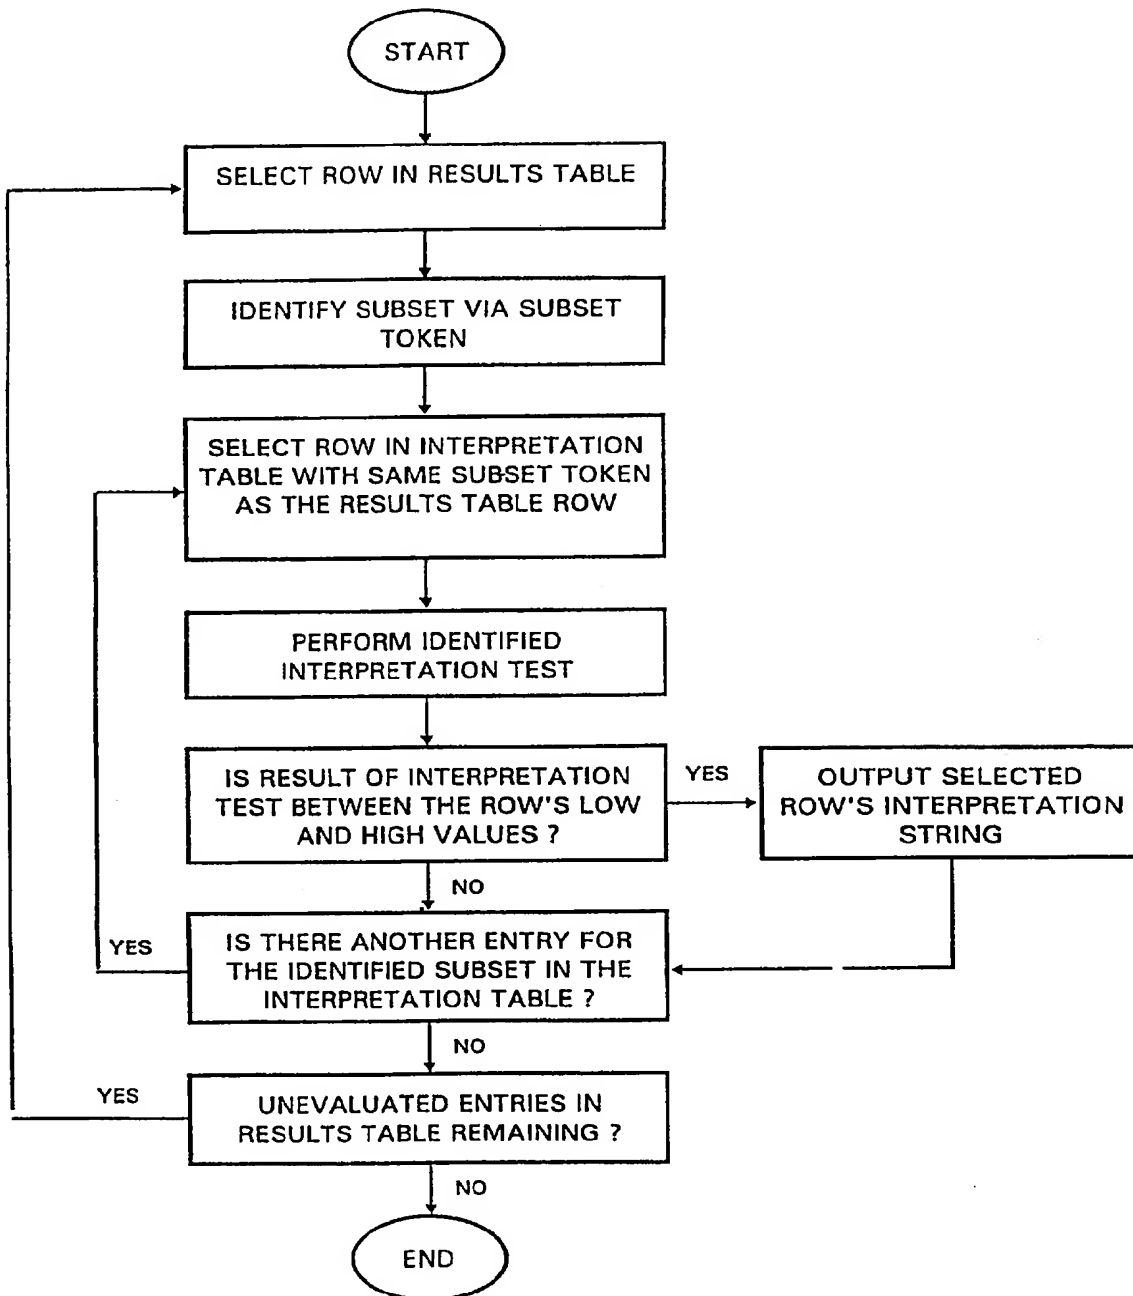 START
SELECT ROW IN RESULTS TABLE
IDENTIFY SUBSET VIA SUBSET
TOKEN
SELECT ROW IN INTERPRETATION
TABLE WITH SAME SUBSET TOKEN
AS THE RESULTS TABLE ROW
PERFORM IDENTIFIED
INTERPRETATION TEST
IS RESULT OF INTERPRETATION
TEST BETWEEN THE ROW'S LOW
AND HIGH VALUES ?
YES
OUTPUT SELECTED
ROW'S INTERPRETATION
STRING
NO
IS THERE ANOTHER ENTRY FOR
THE IDENTIFIED SUBSET IN THE
INTERPRETATION TABLE ?
YES
NO
UNEVALUATED ENTRIES IN
RESULTS TABLE REMAINING ?
YES
NO
END